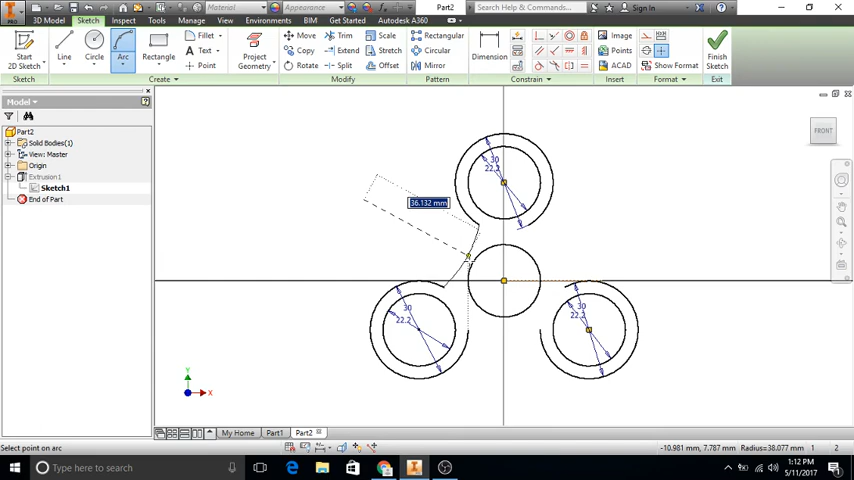 Material
Appearance
Part2
Search Help & Commands...
Sign In
PRO
3D Model
Sketch
Inspect
Tools
Manage
View
Environments
BIM
Get Started
Autodesk A360
Start
2D Sketch
Line
Circle
Arc
Rectangle
Fillet
Text
Point
Project
Geometry
Move
Copy
Rotate
Trim
Extend
Split
Scale
Stretch
Offset
Rectangular
Circular
Mirror
Dimension
Image
Points
ACAD
Show Format
Finish
Sketch
Sketch
Create
Modify
Pattern
Constrain
Insert
Format
Exit
Model
Part2
Solid Bodies(1)
View: Master
Origin
Extrusion1
Sketch1
End of Part
FRONT
30
22.2
36.132 mm
30
22.2
30
22.2
Y
X
My Home
Part1
Part2
Select point on arc
-10.981 mm, 7.787 mm
Radius=38.077 mm
1
2
Type here to search
1:12 PM
5/11/2017